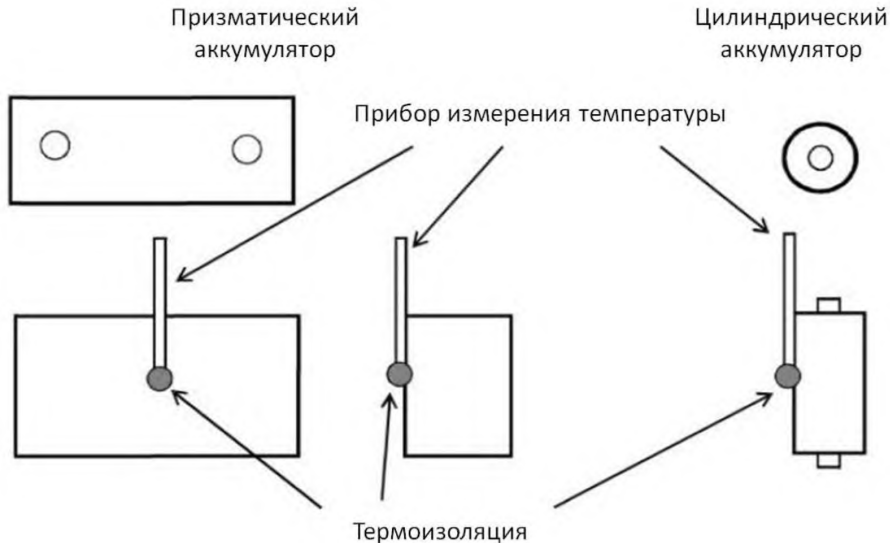 Призматический
аккумулятор
Цилиндрический
аккумулятор
Прибор измерения температуры
Термоизоляция